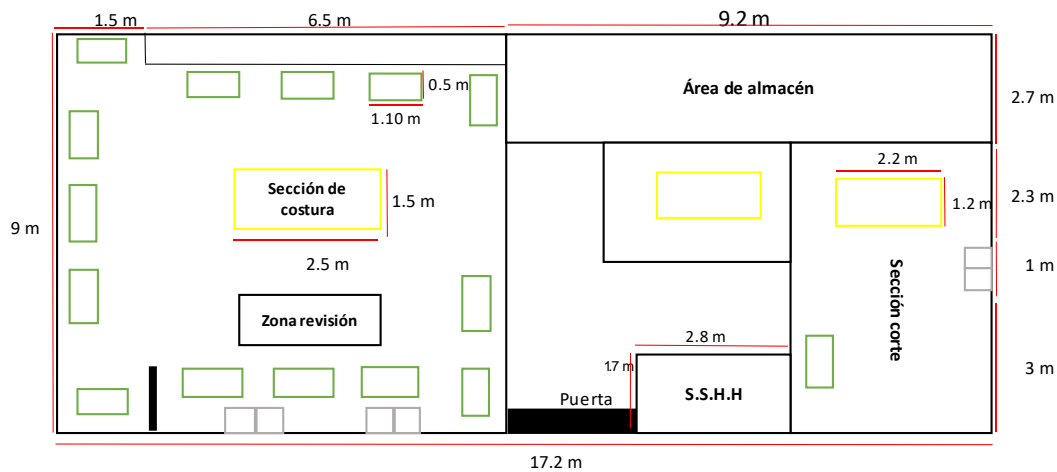 1.5 m
6.5 m
9.2 m
0.5 m
1.10 m
Área de almacén
2.7 m
2.2 m
1.2 m
2.3 m
Sección de
costura
1.5 m
9 m
2.5 m
1 m
Sección corte
Zona revisión
2.8 m
1.7 m
3 m
Puerta
S.S.H.H
17.2 m